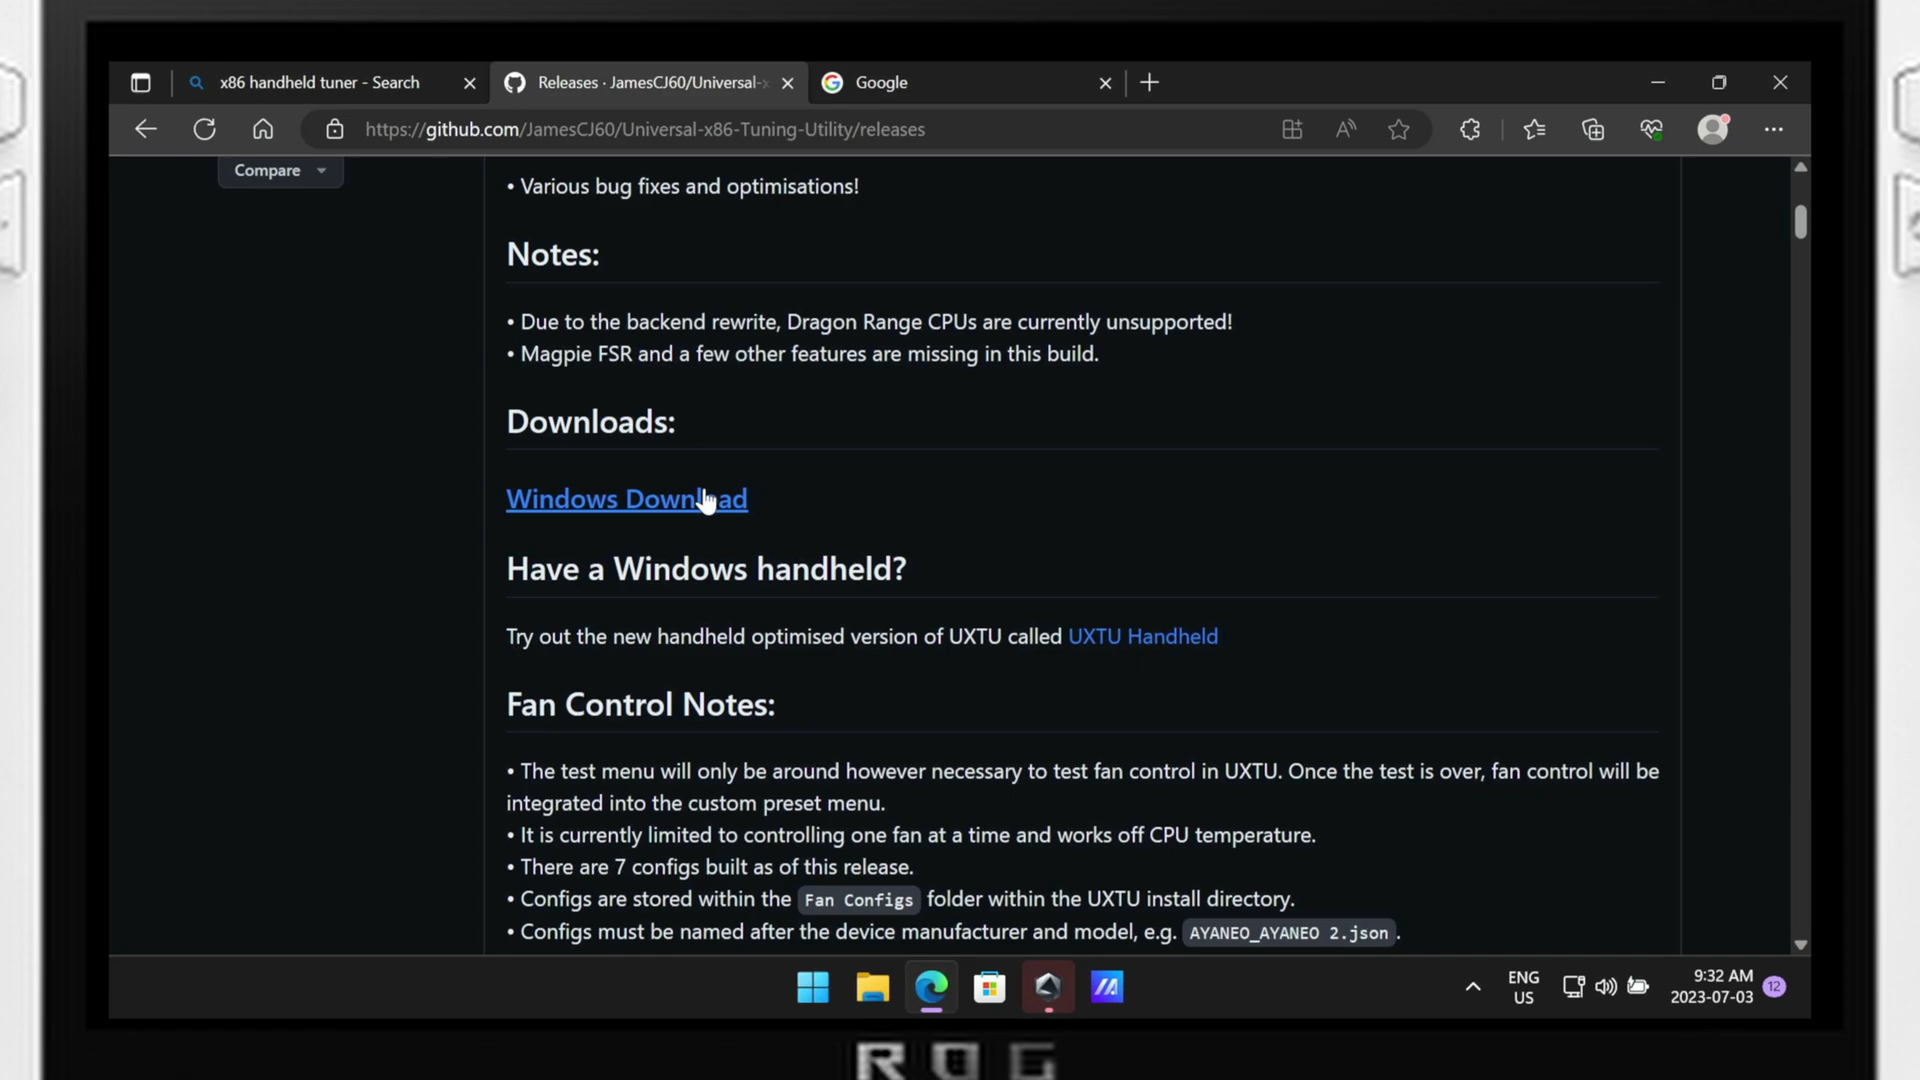 x86 handheld tuner - Search
Releases · JamesCJ60/Universal-x
Google
https://github.com/JamesCJ60/Universal-x86-Tuning-Utility/releases
Compare
• Various bug fixes and optimisations!
Notes:
• Due to the backend rewrite, Dragon Range CPUs are currently unsupported!
• Magpie FSR and a few other features are missing in this build.
Downloads:
Windows Download
Have a Windows handheld?
Try out the new handheld optimised version of UXTU called UXTU Handheld
Fan Control Notes:
• The test menu will only be around however necessary to test fan control in UXTU. Once the test is over, fan control will be
integrated into the custom preset menu.
• It is currently limited to controlling one fan at a time and works off CPU temperature.
• There are 7 configs built as of this release.
• Configs are stored within the Fan Configs folder within the UXTU install directory.
• Configs must be named after the device manufacturer and model, e.g. AYANEO_AYANEO 2.json.
ENG
US
9:32 AM
2023-07-03
12
ROG